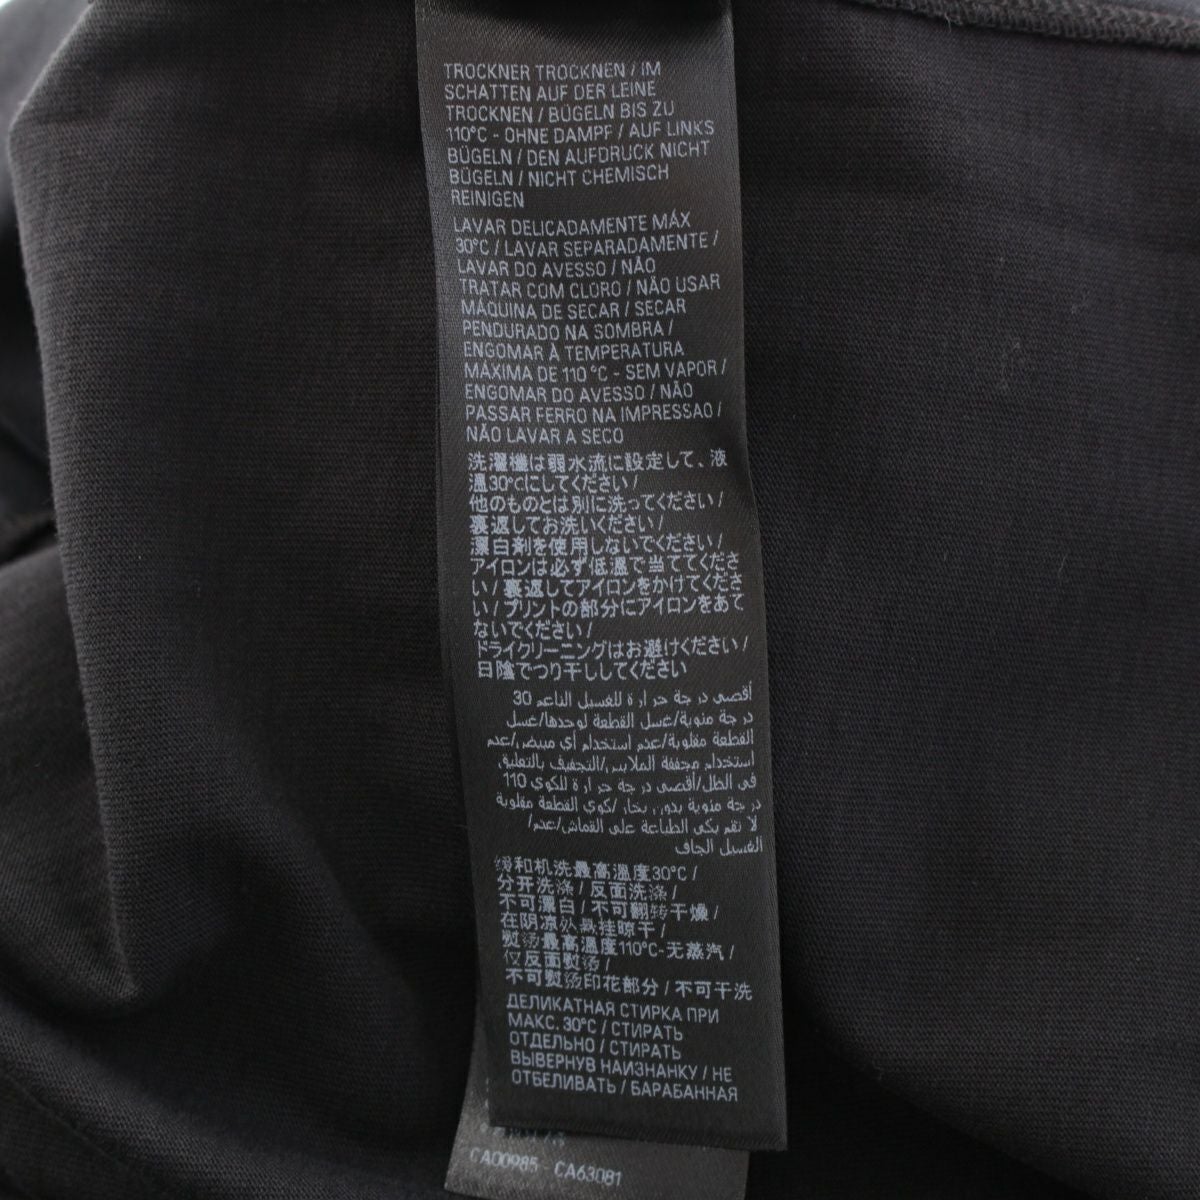 TROCKNER TROCKNEN / IM
SCHATTEN AUF DER LEINE
TROCKNEN / BÜGELN BIS ZU
110°C - OHNE DAMPF / AUF LINKS
BÜGELN / DEN AUFDRUCK NICHT
BÜGELN / NICHT CHEMISCH
REINIGEN
LAVAR DELICADAMENTE MÁX
30°C / LAVAR SEPARADAMENTE /
LAVAR DO AVESSO / NÃO
TRATAR COM CLORO / NÃO USAR
MÁQUINA DE SECAR / SECAR
PENDURADO NA SOMBRA /
ENGOMAR À TEMPERATURA
MÁXIMA DE 110 °C - SEM VAPOR /
ENGOMAR DO AVESSO / NÃO
PASSAR FERRO NA IMPRESSAO /
NÃO LAVAR A SECO
洗濯機は弱水流に設定して、液
温30℃にしてください/
他のものとは別に洗ってください/
裏返してお洗いください/
漂白剤を使用しないでください/
アイロンは必ず低温で当ててくださ
い/ 裏返してアイロンをかけてくださ
い/ プリントの部分にアイロンをあて
ないでください/
ドライクリーニングはお避けください/
日陰でつり干ししてください
أقصى درجة حرارة للغسيل الناعم 30
درجة مئوية/غسل القطعة لوحدها/غسل
القطعة مقلوبة/عدم استخدام أي مبيض/عدم
استخدام مجففة الملابس/التجفيف بالتعليق
في الظل/أقصى درجة حرارة للكوي 110
درجة مئوية بدون بخار/كوي القطعة مقلوبة
لا تقم بكي الطباعة على القماش/عدم/
الغسيل الجاف
缓和机洗最高温度30°C /
分开洗涤 / 反面洗涤 /
不可漂白 / 不可翻转干燥 /
在阴凉处悬挂晾干 /
熨烫最高温度110°C-无蒸汽 /
仅反面熨烫 /
不可熨烫印花部分 / 不可干洗
ДЕЛИКАТНАЯ СТИРКА ПРИ
МАКС. 30°C / СТИРАТЬ
ОТДЕЛЬНО / СТИРАТЬ
ВЫВЕРНУВ НАИЗНАНКУ / НЕ
ОТБЕЛИВАТЬ / БАРАБАННАЯ
CA00985 - CA63081